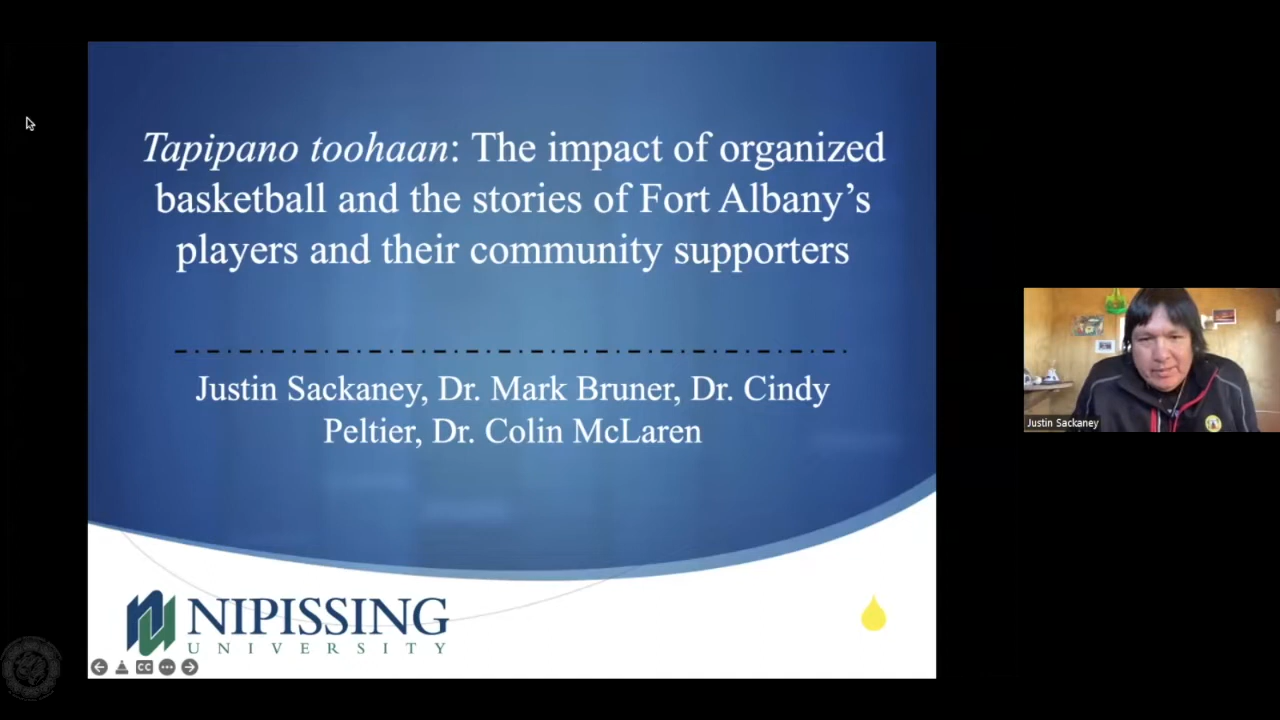 Tapipano toohaan: The impact of organized
basketball and the stories of Fort Albany’s
players and their community supporters
Justin Sackaney, Dr. Mark Bruner, Dr. Cindy
Peltier, Dr. Colin McLaren
NIPISSING
UNIVERSITY
CC
Justin Sackaney